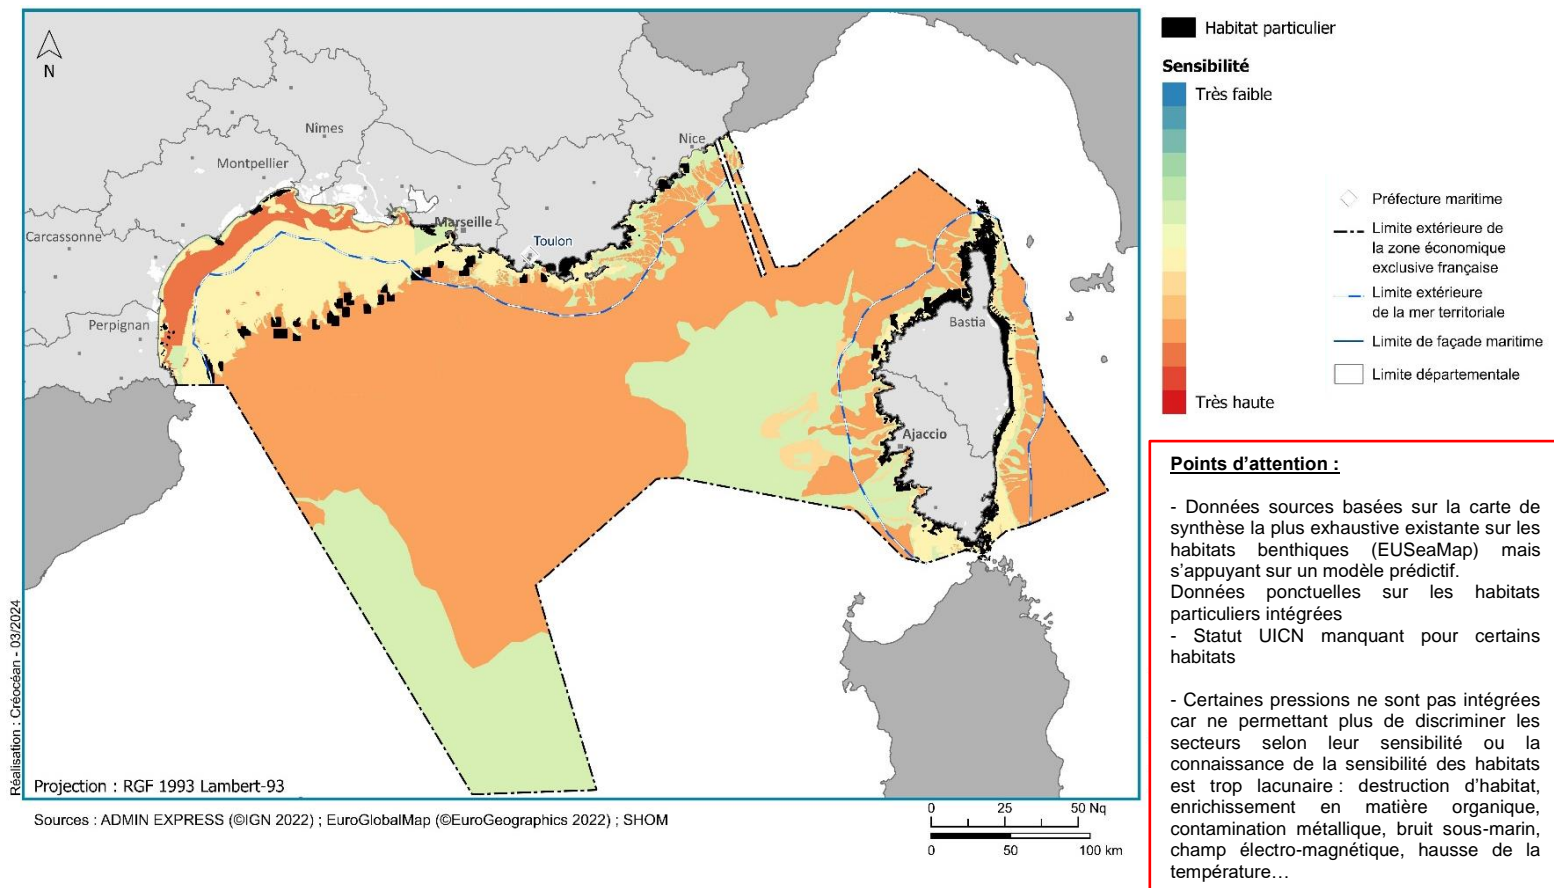 N
Nîmes
Montpellier
Nice
Carcassonne
Marseille
Toulon
Perpignan
Bastia
Ajaccio
Réalisation : Créocéan - 03/2024
Projection : RGF 1993 Lambert-93
Sources : ADMIN EXPRESS (©IGN 2022) ; EuroGlobalMap (©EuroGeographics 2022) ; SHOM
0 25 50 Nq
0 50 100 km
Habitat particulier
Sensibilité
Très faible
Très haute
Préfecture maritime
Limite extérieure de
la zone économique
exclusive française
Limite extérieure
de la mer territoriale
Limite de façade maritime
Limite départementale
Points d'attention :
- Données sources basées sur la carte de
synthèse la plus exhaustive existante sur les
habitats benthiques (EUSeaMap) mais
s'appuyant sur un modèle prédictif.
Données ponctuelles sur les habitats
particuliers intégrées
- Statut UICN manquant pour certains
habitats
- Certaines pressions ne sont pas intégrées
car ne permettant plus de discriminer les
secteurs selon leur sensibilité ou la
connaissance de la sensibilité des habitats
est trop lacunaire : destruction d'habitat,
enrichissement en matière organique,
contamination métallique, bruit sous-marin,
champ électro-magnétique, hausse de la
température…